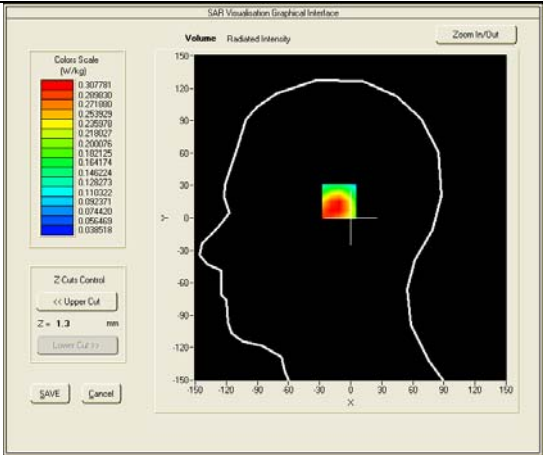 SAR Visualisation Graphical Interface
Volume Radiated Intensity
Zoom In/Out
Colors Scale
(W/kg)
0.307781
0.289830
0.271880
0.253929
0.235978
0.218027
0.200076
0.182125
0.164174
0.146224
0.128273
0.110322
0.092371
0.074420
0.056469
0.038518
Z-Cuts Control
<< Upper Cut
Z = 1.3 mm
Lower Cut >>
SAVE Cancel
150
120
90
60
30
0
-30
-60
-90
-120
-150
Y
-150 -120 -90 -60 -30 0 30 60 90 120 150
X